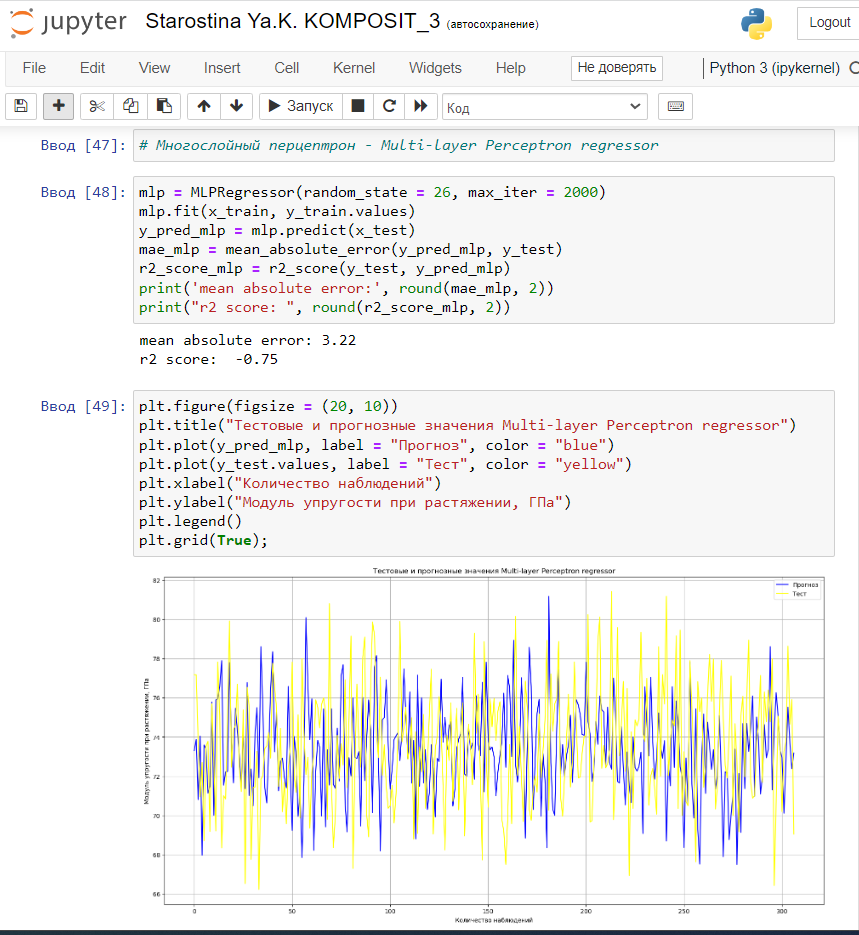 jupyter Starostina Ya.K. KOMPOSIT_3 (автосохранение) Logout
File Edit View Insert Cell Kernel Widgets Help Не доверять Python 3 (ipykernel)
Запуск Код
Ввод [47]: # Многослойный перцептрон - Multi-layer Perceptron regressor
Ввод [48]: mlp = MLPRegressor(random_state = 26, max_iter = 2000)
mlp.fit(x_train, y_train.values)
y_pred_mlp = mlp.predict(x_test)
mae_mlp = mean_absolute_error(y_pred_mlp, y_test)
r2_score_mlp = r2_score(y_test, y_pred_mlp)
print('mean absolute error:', round(mae_mlp, 2))
print("r2 score: ", round(r2_score_mlp, 2))
mean absolute error: 3.22
r2 score:  -0.75
Ввод [49]: plt.figure(figsize = (20, 10))
plt.title("Тестовые и прогнозные значения Multi-layer Perceptron regressor")
plt.plot(y_pred_mlp, label = "Прогноз", color = "blue")
plt.plot(y_test.values, label = "Тест", color = "yellow")
plt.xlabel("Количество наблюдений")
plt.ylabel("Модуль упругости при растяжении, ГПа")
plt.legend()
plt.grid(True);
Тестовые и прогнозные значения Multi-layer Perceptron regressor
Прогноз
Тест
Модуль упругости при растяжении, ГПа
82
80
78
76
74
72
70
68
66
0 50 100 150 200 250 300
Количество наблюдений